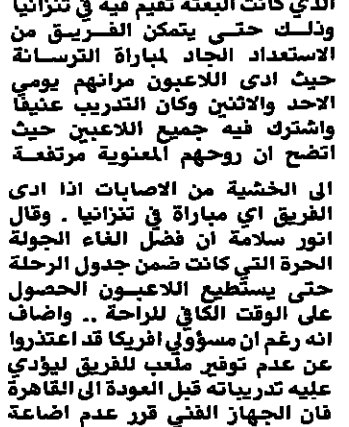 الذي كانت البعثة تقيم فيه في تنزانيا
وذلك حتى يتمكن الفريق من
الاستعداد الجاد لمباراة الترسانة
حيث ادى اللاعبون مرانهم يومي
الاحد والاثنين وكان التدريب عنيفا
واشترك فيه جميع اللاعبين حيث
اتضح ان روحهم المعنوية مرتفعة
الى الخشية من الاصابات اذا ادى
الفريق اي مباراة في تنزانيا . وقال
انور سلامة ان فضل الغاء الجولة
الحرة التي كانت ضمن جدول الرحلة
حتى يستطيع اللاعبون الحصول
على الوقت الكافي للراحة .. واضاف
انه رغم ان مسؤولي افريكا قد اعتذروا
عن عدم توفير ملعب للفريق ليؤدي
عليه تدريباته قبل العودة الى القاهرة
فان الجهاز الفني قرر عدم اضاعة